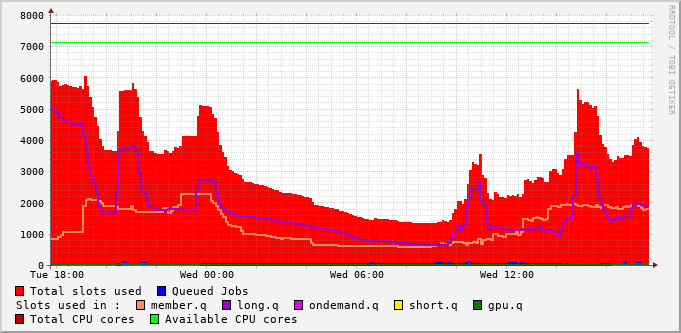 RRDTOOL / TOBI OETIKER
8000
7000
6000
5000
4000
3000
2000
1000
0
Tue 18:00 Wed 00:00 Wed 06:00 Wed 12:00
Total slots used Queued Jobs
Slots used in : member.q long.q ondemand.q short.q gpu.q
Total CPU cores Available CPU cores